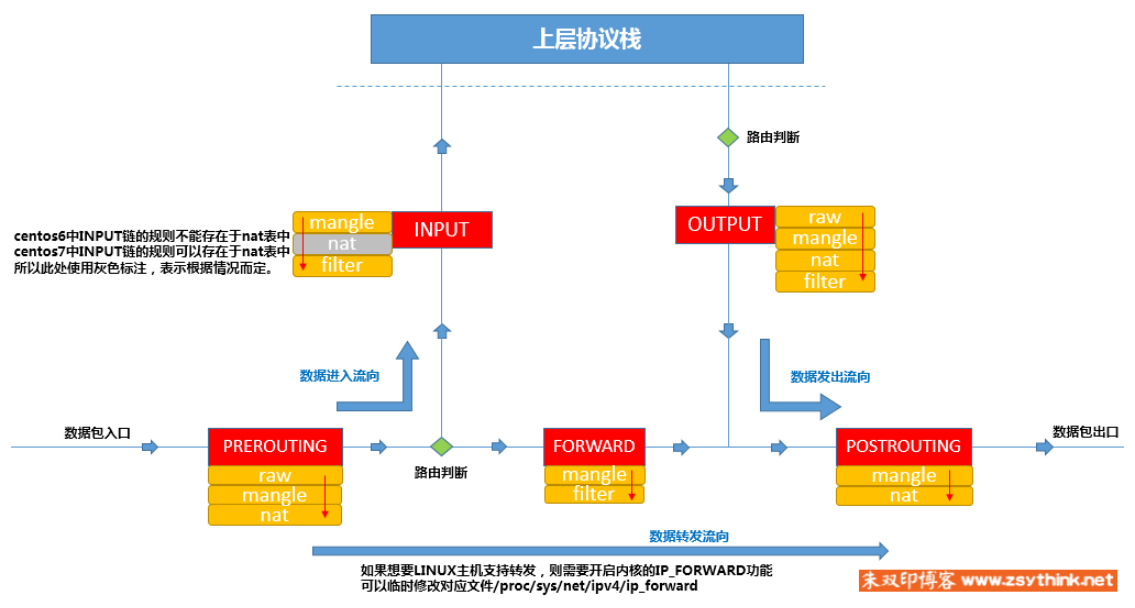 上层协议栈
路由判断
mangle
nat
filter
INPUT
OUTPUT
raw
mangle
nat
filter
centos6中INPUT链的规则不能存在于nat表中
centos7中INPUT链的规则可以存在于nat表中
所以此处使用灰色标注，表示根据情况而定。
数据进入流向
数据发出流向
数据包入口
PREROUTING
raw
mangle
nat
路由判断
FORWARD
mangle
filter
POSTROUTING
mangle
nat
数据包出口
数据转发流向
如果想要LINUX主机支持转发，则需要开启内核的IP_FORWARD功能
可以临时修改对应文件/proc/sys/net/ipv4/ip_forward
朱双印博客 www.zsythink.net